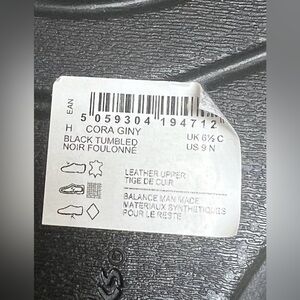 EAN
5 059304 194712
H CORA GINY
UK 6½ C
BLACK TUMBLED
US 9 N
NOIR FOULONNÉ
LEATHER UPPER
TIGE DE CUIR
BALANCE MAN MADE
MATERIAUX SYNTHETIQUES
POUR LE RESTE